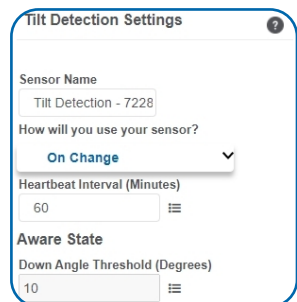 Tilt Detection Settings
?
Sensor Name
Tilt Detection - 7228
How will you use your sensor?
On Change
Heartbeat Interval (Minutes)
60
Aware State
Down Angle Threshold (Degrees)
10